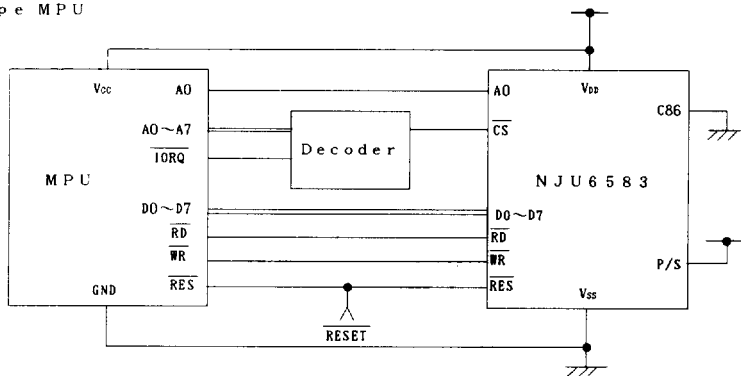 pe MPU
Vcc A0
A0~A7
IORQ
MPU
D0~D7
RD
WR
GND RES
Decoder
RESET
A0 VDD
C86
CS
NJU6583
D0~D7
RD
WR
P/S
RES
VSS